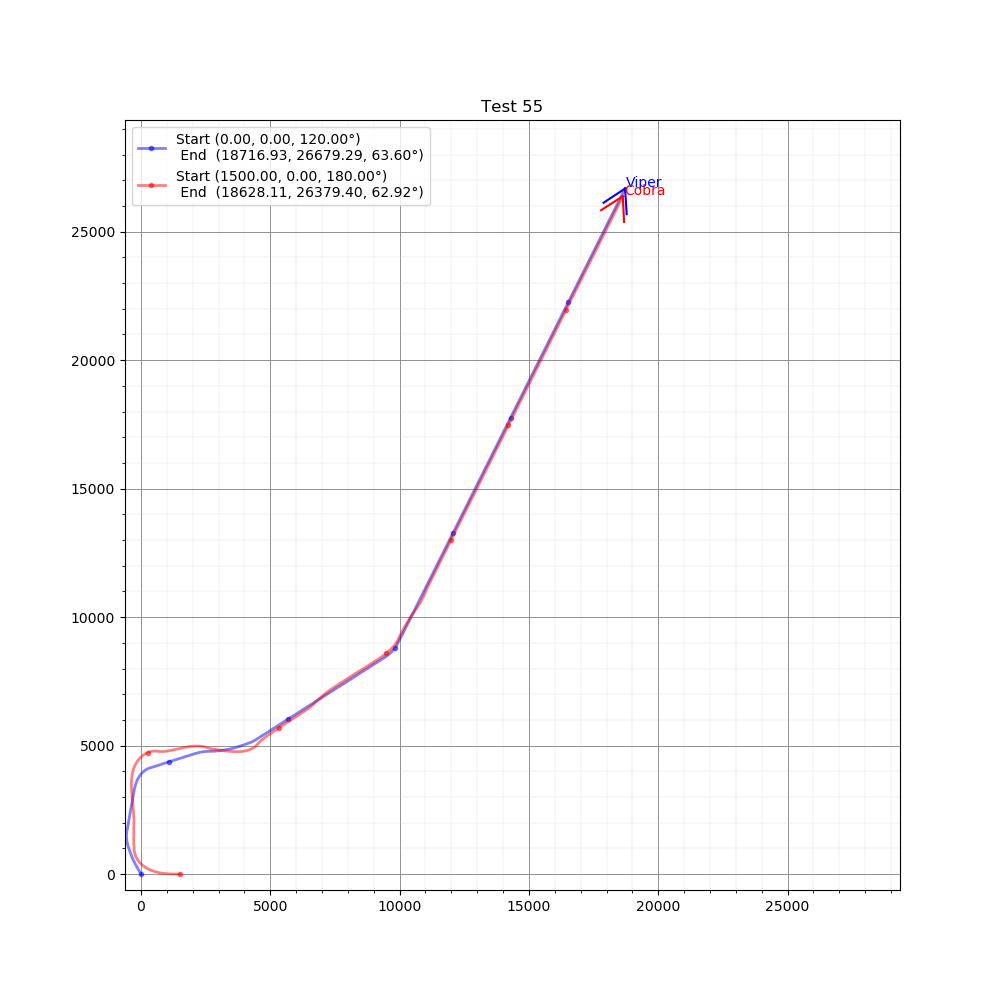 Test 55
Start (0.00, 0.00, 120.00°)
End (18716.93, 26679.29, 63.60°)
Start (1500.00, 0.00, 180.00°)
End (18628.11, 26379.40, 62.92°)
Viper
Cobra
25000
20000
15000
10000
5000
0
0 5000 10000 15000 20000 25000